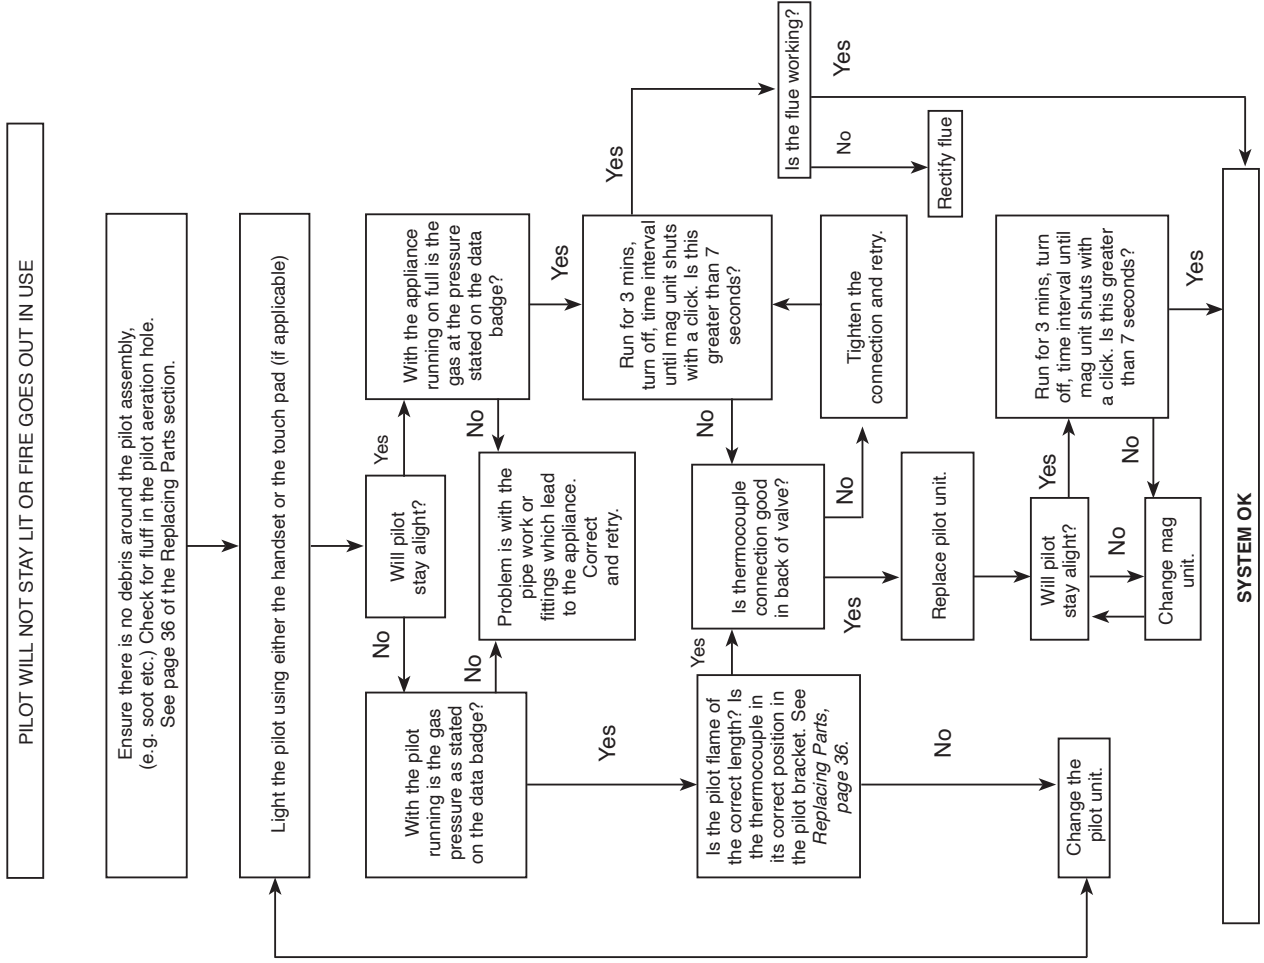 PILOT WILL NOT STAY LIT OR FIRE GOES OUT IN USE
Ensure there is no debris around the pilot assembly,
(e.g. soot etc.) Check for fluff in the pilot aeration hole.
See page 36 of the Replacing Parts section.
Light the pilot using either the handset or the touch pad (if applicable)
Will pilot
stay alight?
No
Yes
With the pilot
running is the gas
pressure as stated
on the data badge?
With the appliance
running on full is the
gas at the pressure
stated on the data
badge?
No
No
Problem is with the
pipe work or
fittings which lead
to the appliance.
Correct
and retry.
Yes
Yes
Run for 3 mins,
turn off, time interval
until mag unit shuts
with a click. Is this
greater than 7
seconds?
Yes
Is the pilot flame of
the correct length? Is
the thermocouple in
its correct position in
the pilot bracket. See
Replacing Parts,
page 36.
Yes
No
Is thermocouple
connection good
in back of valve?
Is the flue working?
No
Yes
Yes
No
Tighten the
connection and retry.
Rectify flue
No
Replace pilot unit.
Change the
pilot unit.
Will pilot
stay alight?
Yes
Run for 3 mins, turn
off, time interval until
mag unit shuts with
a click. Is this greater
than 7 seconds?
No
No
Change mag
unit.
Yes
SYSTEM OK